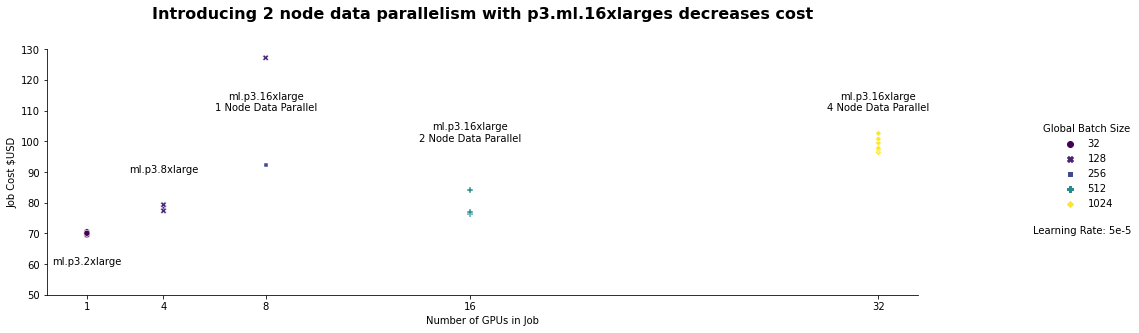 Introducing 2 node data parallelism with p3.ml.16xlarges decreases cost
130
120
110
100
90
80
70
60
50
Job Cost $USD
ml.p3.2xlarge
ml.p3.8xlarge
ml.p3.16xlarge
1 Node Data Parallel
ml.p3.16xlarge
2 Node Data Parallel
ml.p3.16xlarge
4 Node Data Parallel
1
4
8
16
32
Number of GPUs in Job
Global Batch Size
32
128
256
512
1024
Learning Rate: 5e-5